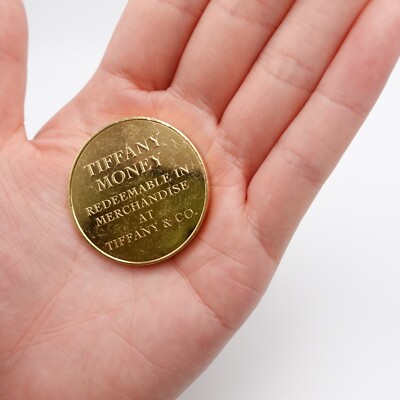 TIFFANY
MONEY
REDEEMABLE IN
MERCHANDISE
AT
TIFFANY & CO.